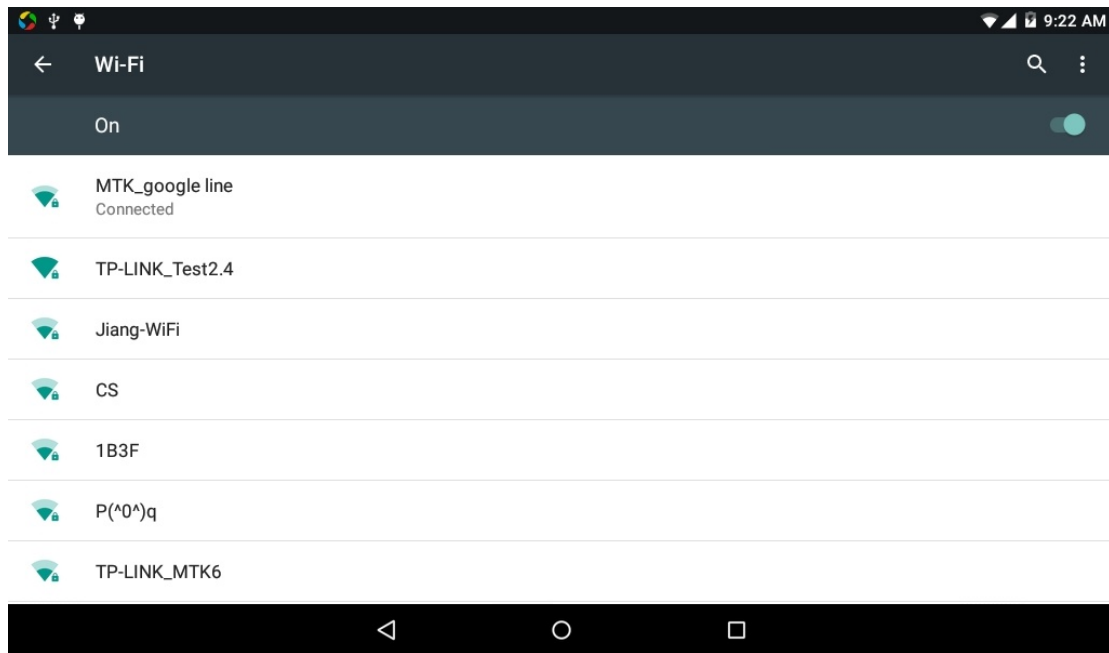 9:22 AM
Wi-Fi
On
MTK_google line
Connected
TP-LINK_Test2.4
Jiang-WiFi
CS
1B3F
P(^0^)q
TP-LINK_MTK6